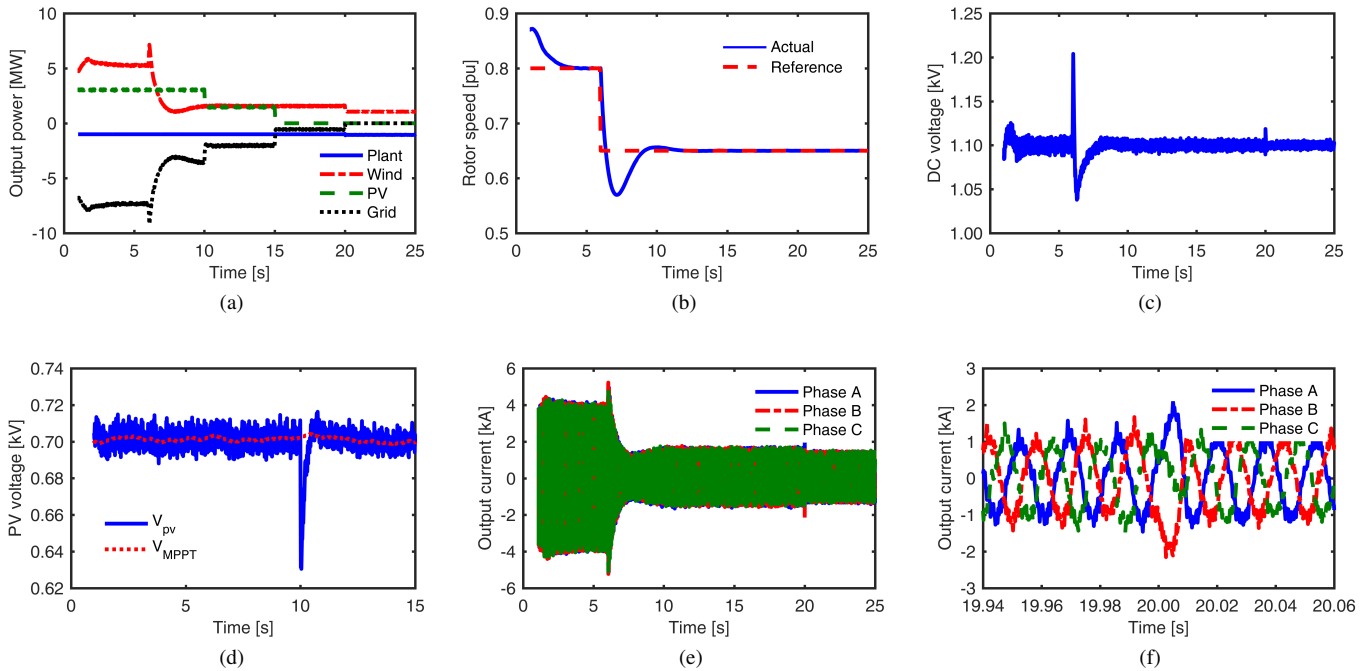 10
5
0
-5
-10
Output power [MW]
Plant
Wind
PV
Grid
0 5 10 15 20 25
Time [s]
(a)
1.0
0.9
0.8
0.7
0.6
0.5
Rotor speed [pu]
Actual
Reference
0 5 10 15 20 25
Time [s]
(b)
1.25
1.20
1.15
1.10
1.05
1.00
DC voltage [kV]
0 5 10 15 20 25
Time [s]
(c)
0.74
0.72
0.70
0.68
0.66
0.64
0.62
PV voltage [kV]
Vpv
VMPPT
0 5 10 15
Time [s]
(d)
6
4
2
0
-2
-4
-6
Output current [kA]
Phase A
Phase B
Phase C
0 5 10 15 20 25
Time [s]
(e)
3
2
1
0
-1
-2
-3
Output current [kA]
Phase A
Phase B
Phase C
19.94 19.96 19.98 20.00 20.02 20.04 20.06
Time [s]
(f)